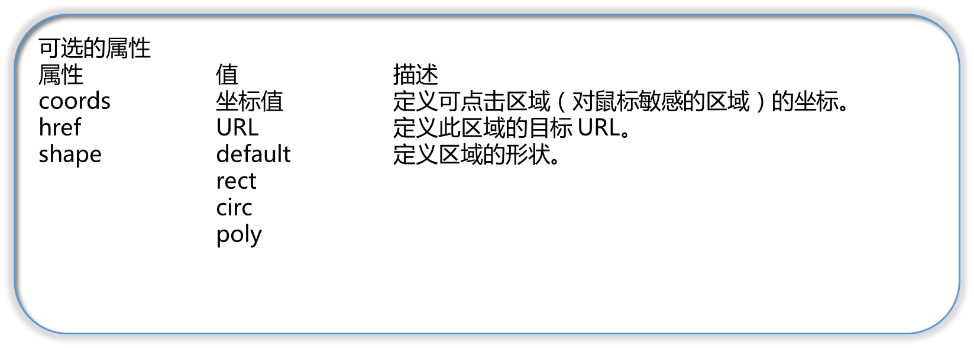 可选的属性
属性 值 描述
coords 坐标值 定义可点击区域（对鼠标敏感的区域）的坐标。
href URL 定义此区域的目标 URL。
shape default 定义区域的形状。
rect
circ
poly